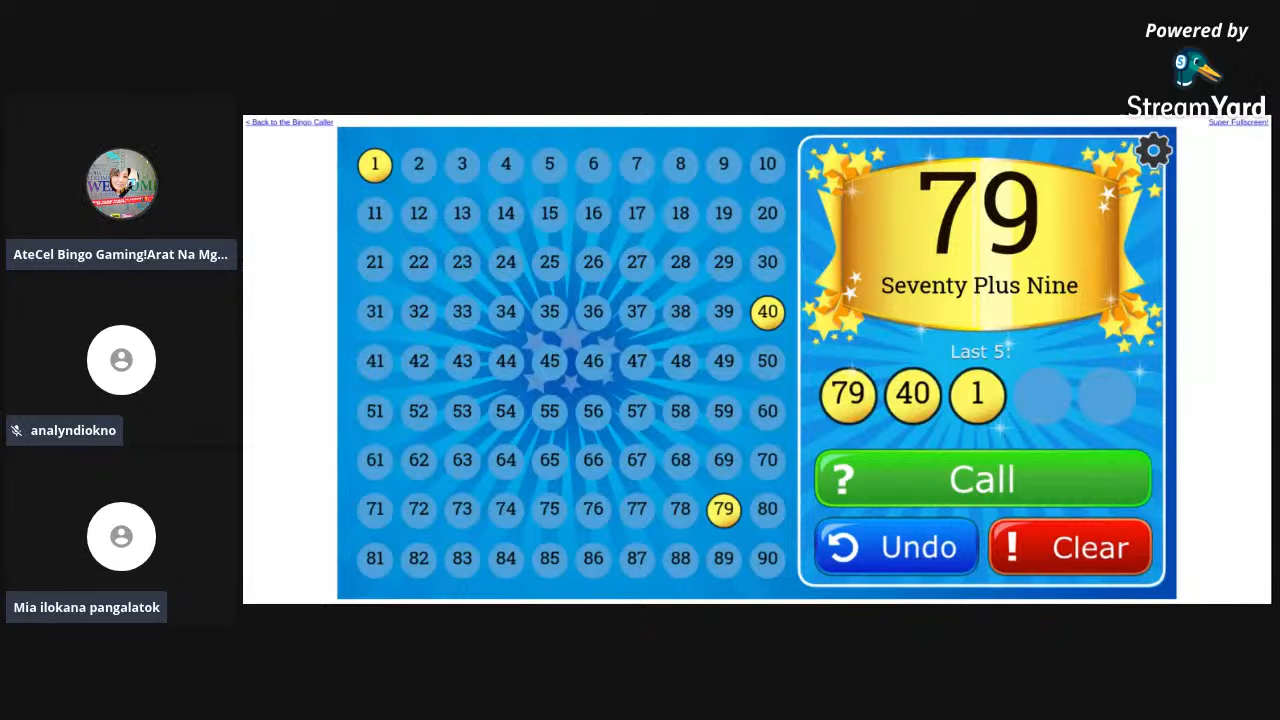 Powered by
StreamYard
< Back to the Bingo Caller
Super Fullscreen!
1 2 3 4 5 6 7 8 9 10
11 12 13 14 15 16 17 18 19 20
21 22 23 24 25 26 27 28 29 30
31 32 33 34 35 36 37 38 39 40
41 42 43 44 45 46 47 48 49 50
51 52 53 54 55 56 57 58 59 60
61 62 63 64 65 66 67 68 69 70
71 72 73 74 75 76 77 78 79 80
81 82 83 84 85 86 87 88 89 90
79
Seventy Plus Nine
Last 5:
79 40 1
? Call
Undo
! Clear
AteCel Bingo Gaming!Arat Na Mg...
analyndiokno
Mia ilokana pangalatok